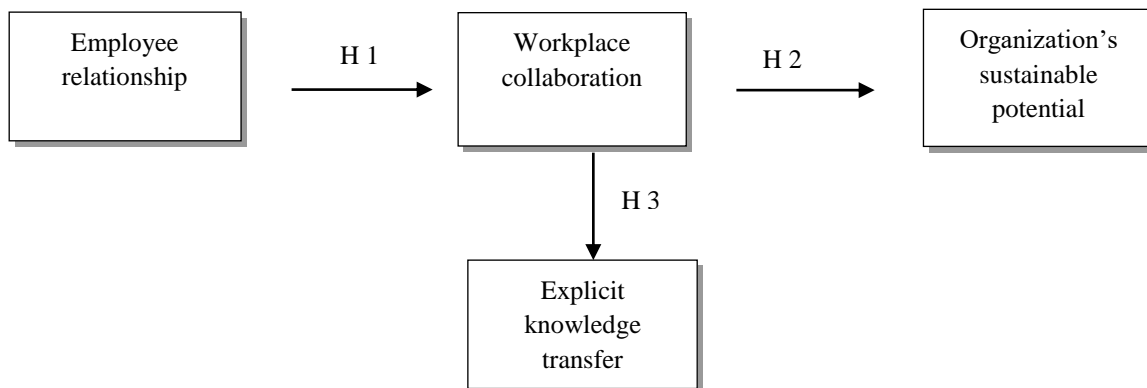 Employee
relationship
H 1
Workplace
collaboration
H 2
Organization’s
sustainable
potential
H 3
Explicit
knowledge
transfer